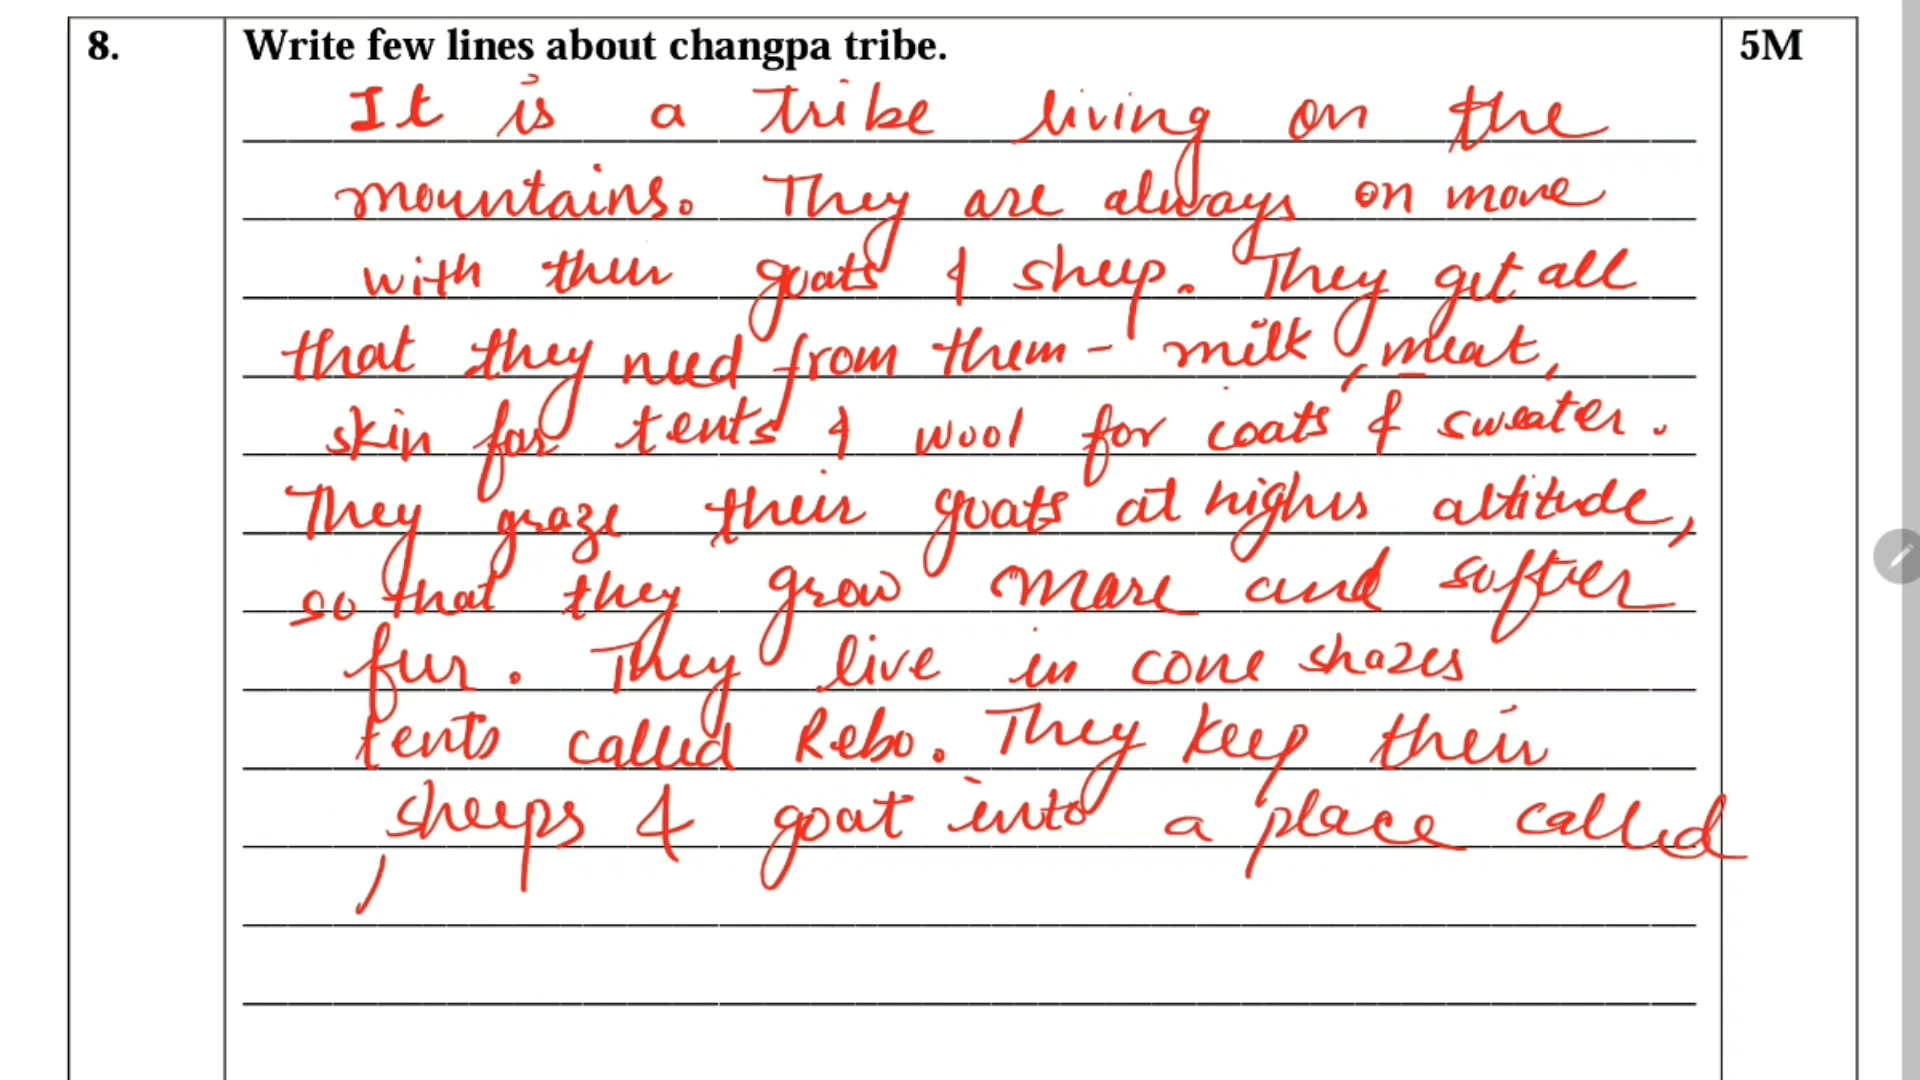 8. Write few lines about changpa tribe. 5M
It is a tribe living on the
mountains. They are always on move
with their goats & sheep. They get all
that they need from them - milk, meat,
skin for tents & wool for coats & sweater.
They graze their goats at higher altitude,
so that they grow more and softer
fur. They live in cone shapes
tents called Rebo. They keep their
sheeps & goat into a place called